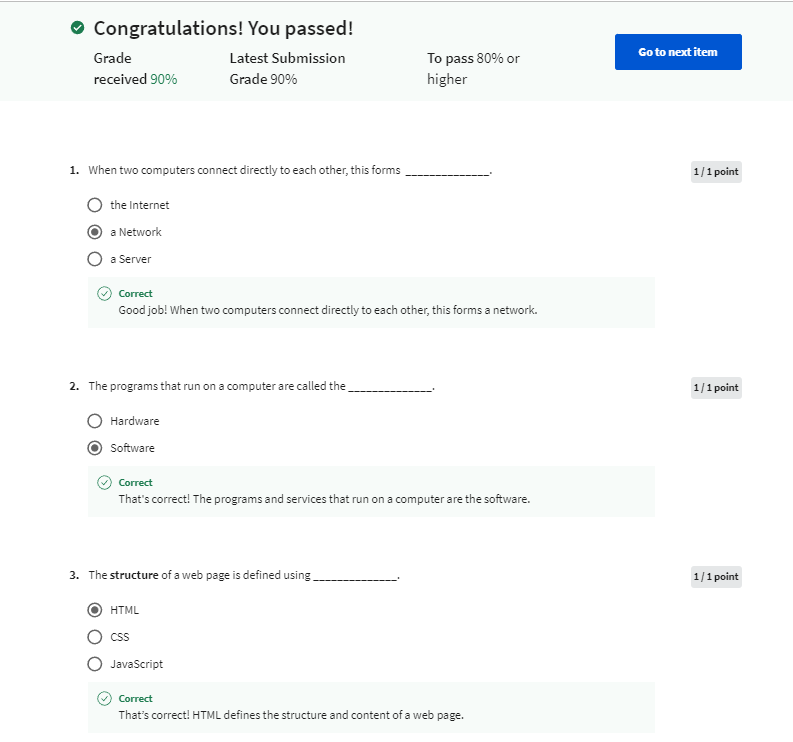 Congratulations! You passed!
Grade received 90%
Latest Submission Grade 90%
To pass 80% or higher
Go to next item
1. When two computers connect directly to each other, this forms ______________.
1 / 1 point
the Internet
a Network
a Server
Correct
Good job! When two computers connect directly to each other, this forms a network.
2. The programs that run on a computer are called the ______________.
1 / 1 point
Hardware
Software
Correct
That's correct! The programs and services that run on a computer are the software.
3. The structure of a web page is defined using ______________.
1 / 1 point
HTML
CSS
JavaScript
Correct
That's correct! HTML defines the structure and content of a web page.